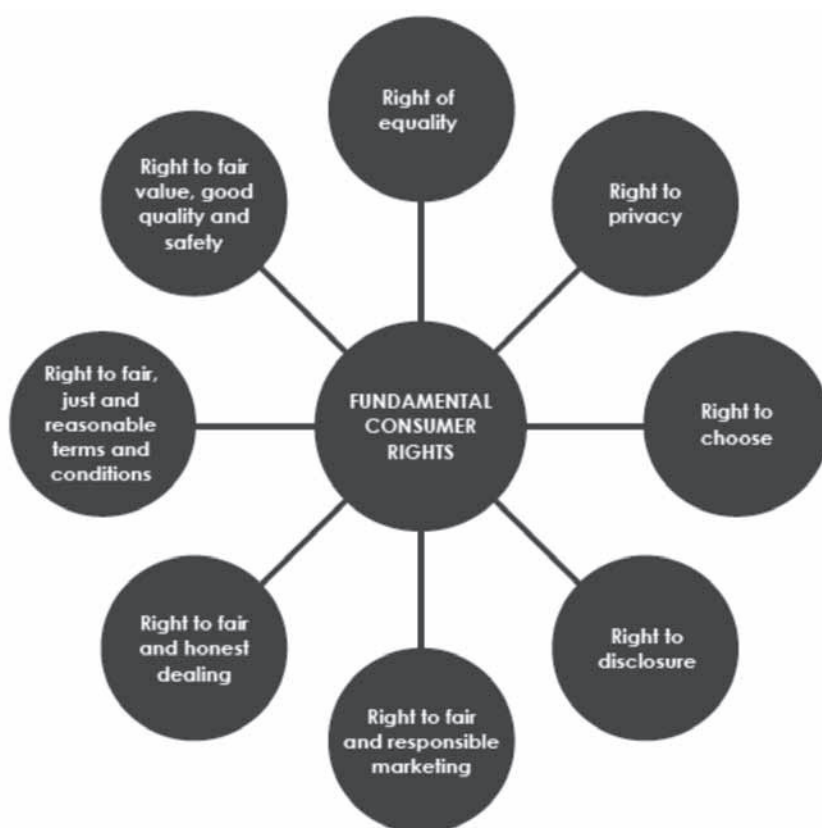 Right of
equality
Right to
privacy
Right to
choose
Right to
disclosure
Right to fair
and responsible
marketing
Right to fair
and honest
dealing
Right to fair,
just and
reasonable
terms and
conditions
Right to fair
value, good
quality and
safety
FUNDAMENTAL
CONSUMER
RIGHTS